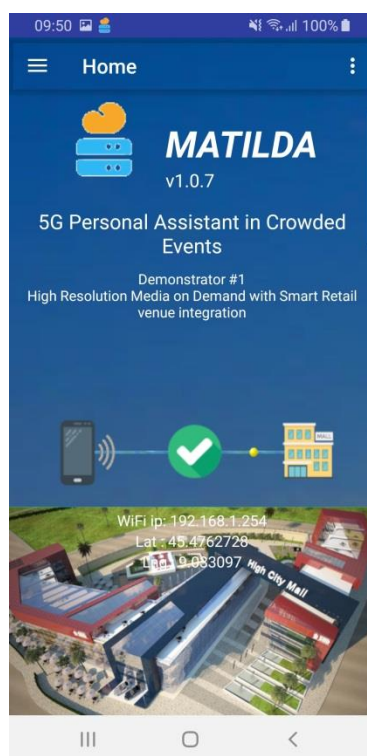 09:50 100%
Home
MATILDA
v1.0.7
5G Personal Assistant in Crowded
Events
Demonstrator #1
High Resolution Media on Demand with Smart Retail
venue integration
MALL
WiFi ip: 192.168.1.254
Lat : 45.4762728
Lng : 9.083097
High City Mall